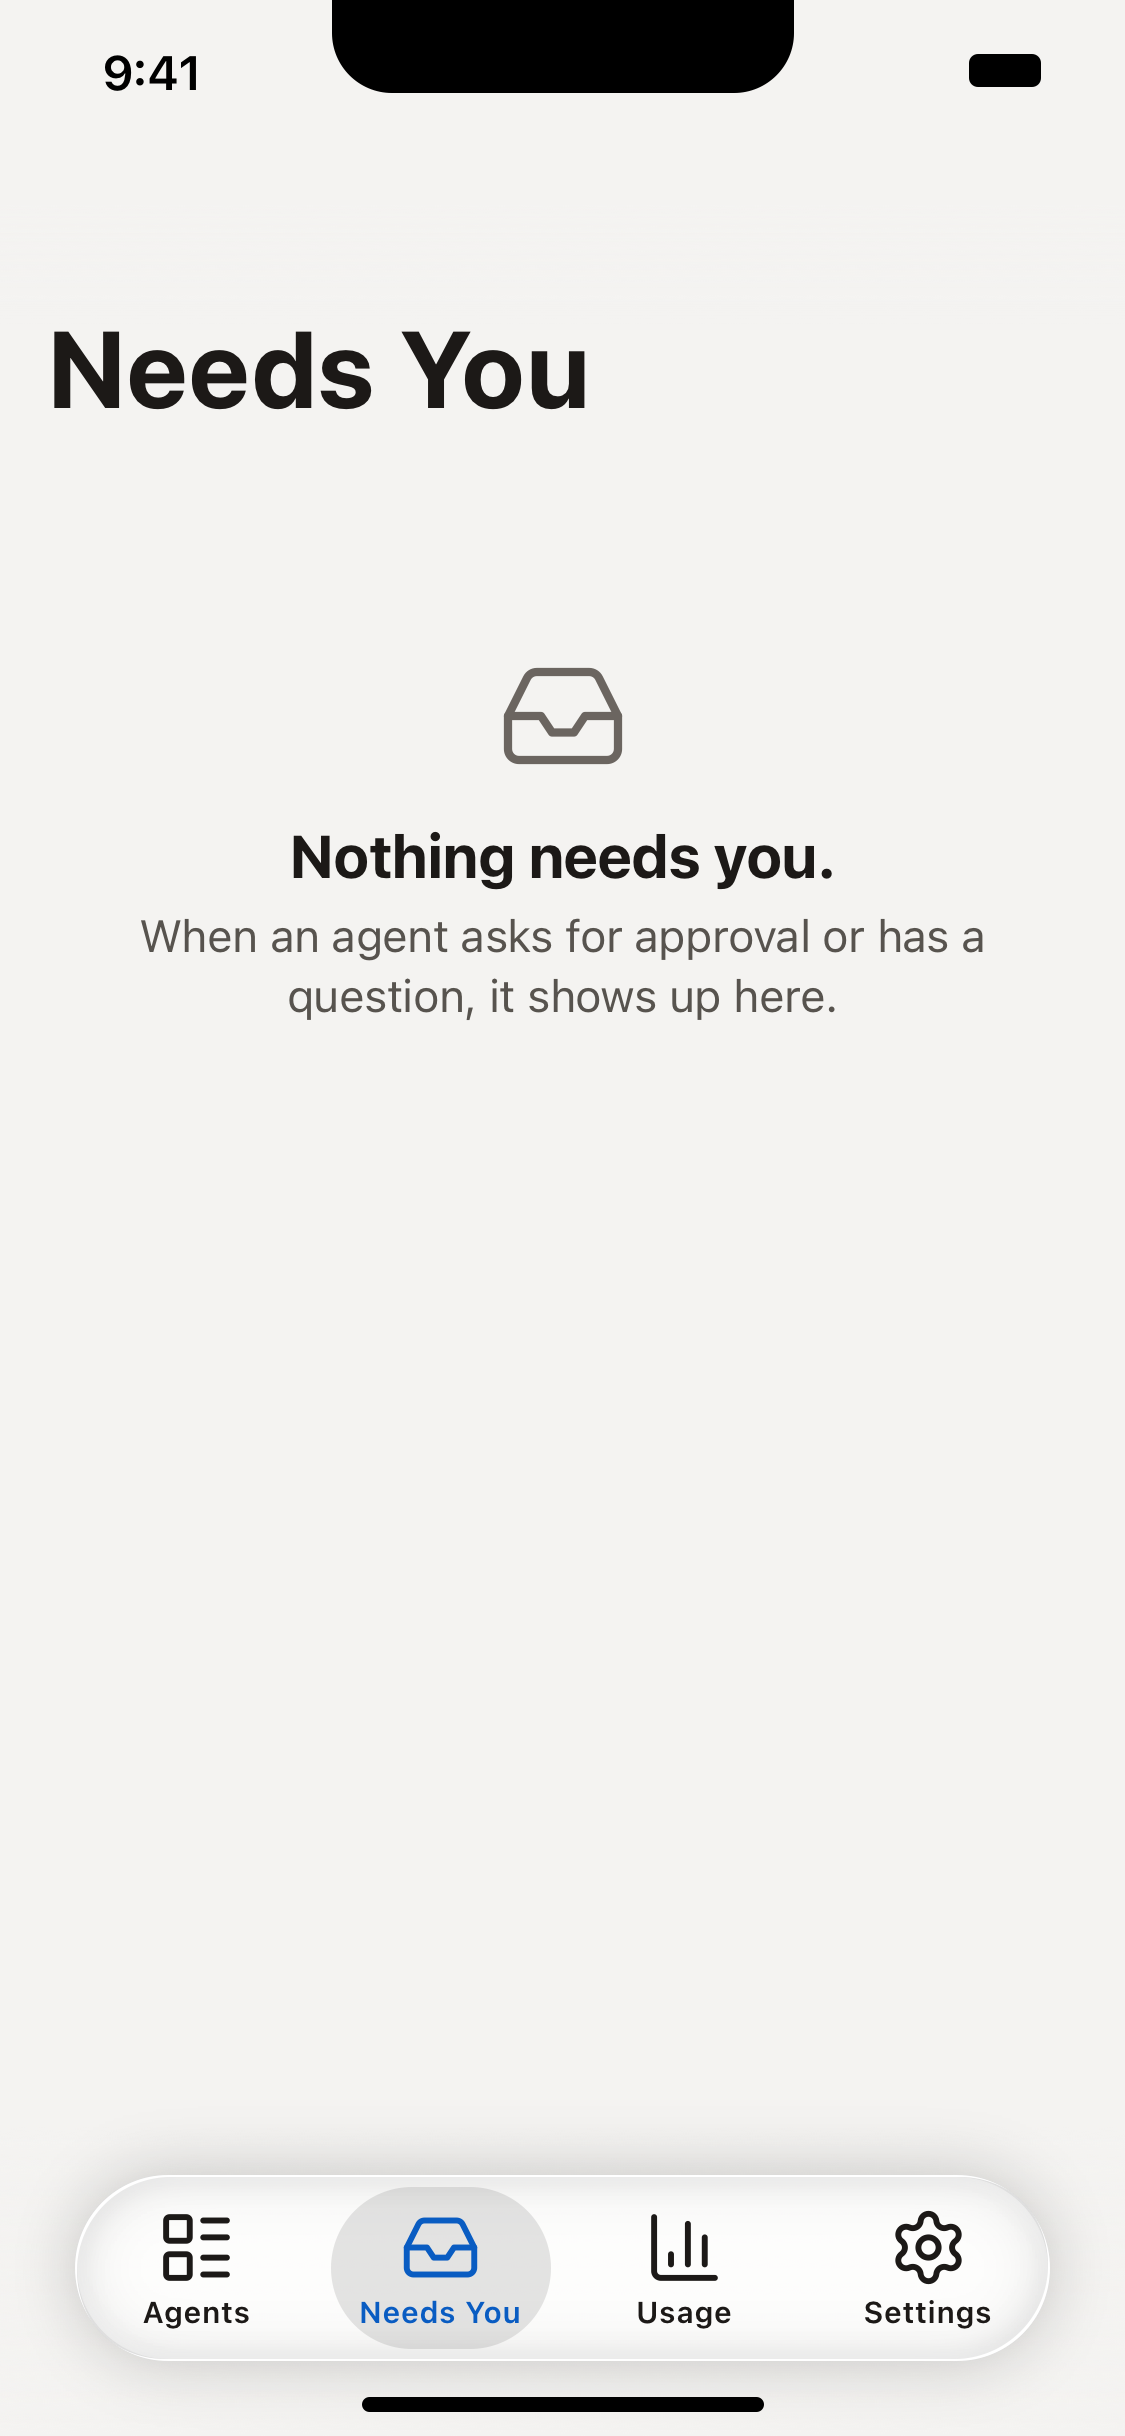 9:41
Needs You
Nothing needs you.
When an agent asks for approval or has a
question, it shows up here.
Agents
Needs You
Usage
Settings